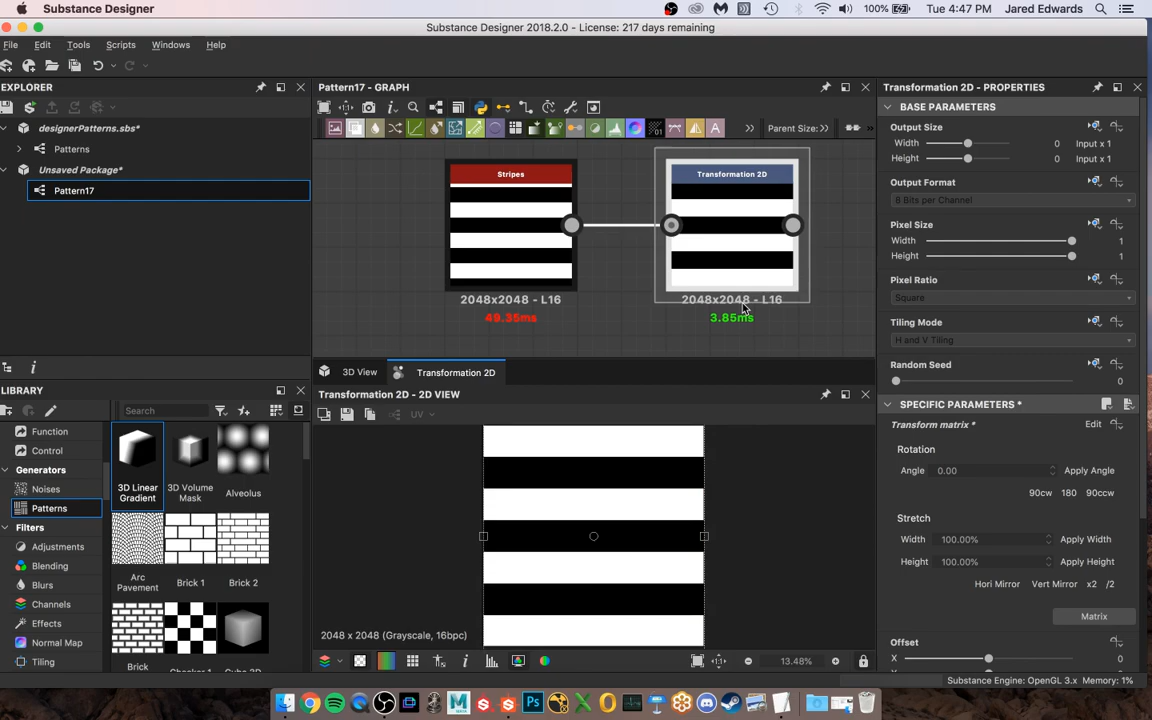 Substance Designer
100%
Tue 4:47 PM
Jared Edwards
Substance Designer 2018.2.0 - License: 217 days remaining
File
Edit
Tools
Scripts
Windows
Help
EXPLORER
designerPatterns.sbs*
Patterns
Unsaved Package*
Pattern17
Pattern17 - GRAPH
Parent Size:
Stripes
2048x2048 - L16
49.35ms
Transformation 2D
2048x2048 - L16
3.85ms
3D View
Transformation 2D
Transformation 2D - 2D VIEW
UV
2048 x 2048 (Grayscale, 16bpc)
13.48%
LIBRARY
Search
Function
Control
Generators
Noises
Patterns
Filters
Adjustments
Blending
Blurs
Channels
Effects
Normal Map
Tiling
3D Linear
Gradient
3D Volume
Mask
Alveolus
Arc
Pavement
Brick 1
Brick 2
Brick
Transformation 2D - PROPERTIES
BASE PARAMETERS
Output Size
Width 0 Input x 1
Height 0 Input x 1
Output Format
8 Bits per Channel
Pixel Size
Width 1
Height 1
Pixel Ratio
Square
Tiling Mode
H and V Tiling
Random Seed
0
SPECIFIC PARAMETERS *
Transform matrix *
Edit
Rotation
Angle 0.00 Apply Angle
90cw 180 90ccw
Stretch
Width 100.00% Apply Width
Height 100.00% Apply Height
Hori Mirror Vert Mirror x2 /2
Matrix
Offset
X 0
Substance Engine: OpenGL 3.x Memory: 1%